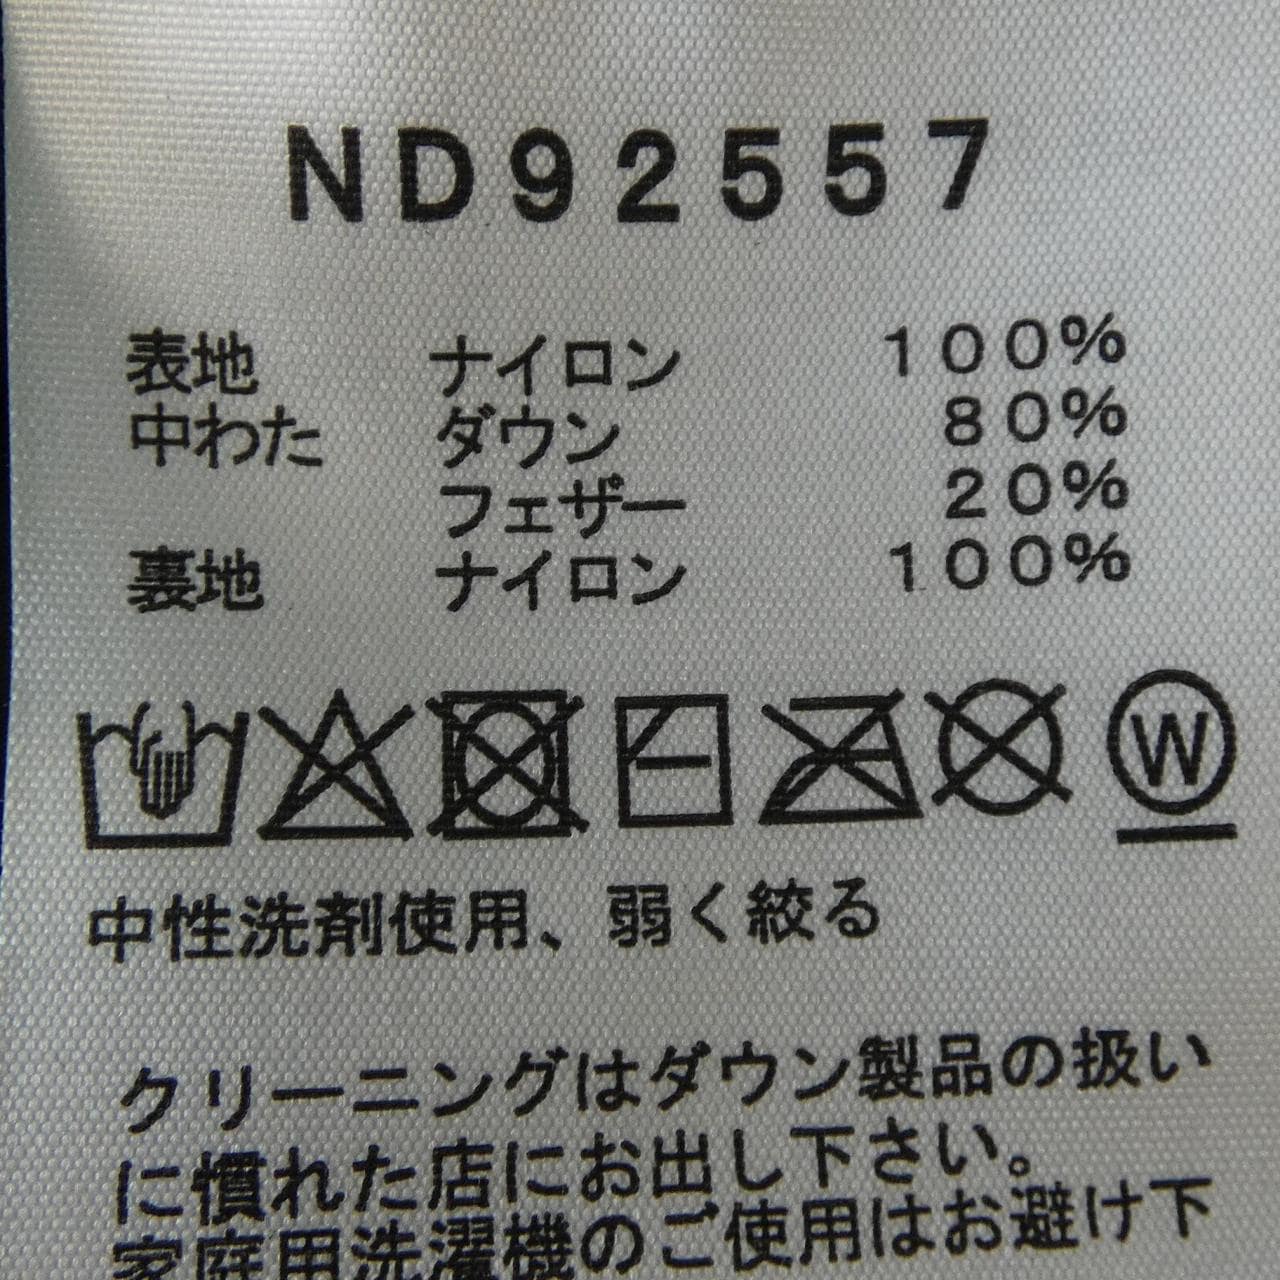 ND92557
表地 ナイロン 100%
中わた ダウン 80%
フェザー 20%
裏地 ナイロン 100%
W
中性洗剤使用、弱く絞る
クリーニングはダウン製品の扱い
に慣れた店にお出し下さい。
家庭用洗濯機のご使用はお避け下